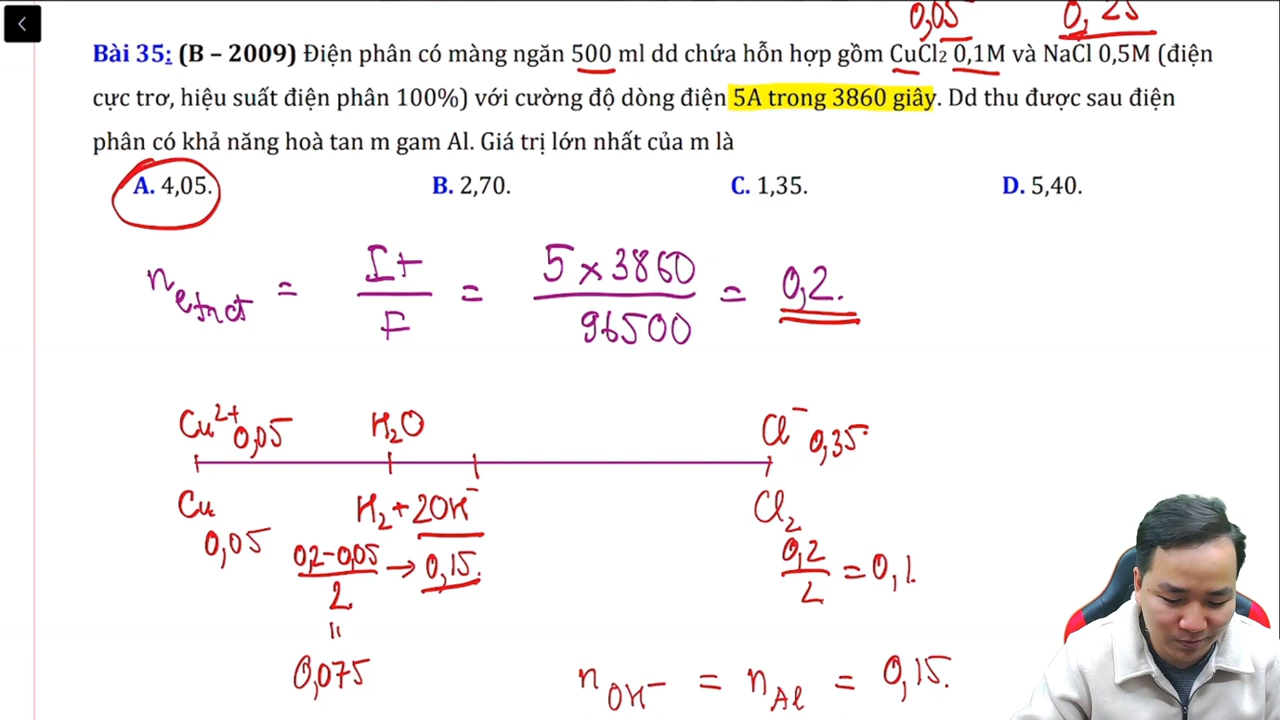 0,05 0,25
Bài 35: (B – 2009) Điện phân có màng ngăn 500 ml dd chứa hỗn hợp gồm CuCl2 0,1M và NaCl 0,5M (điện
cực trơ, hiệu suất điện phân 100%) với cường độ dòng điện 5A trong 3860 giây. Dd thu được sau điện
phân có khả năng hoà tan m gam Al. Giá trị lớn nhất của m là
A. 4,05. B. 2,70. C. 1,35. D. 5,40.
n e trđt = It / F = 5 x 3860 / 96500 = 0,2.
Cu2+ 0,05 H2O Cl- 0,35
Cu H2 + 2OH- Cl2
0,05 0,2-0,05 / 2 → 0,15. 0,2 / 2 = 0,1
=
0,075 nOH- = nAl = 0,15.